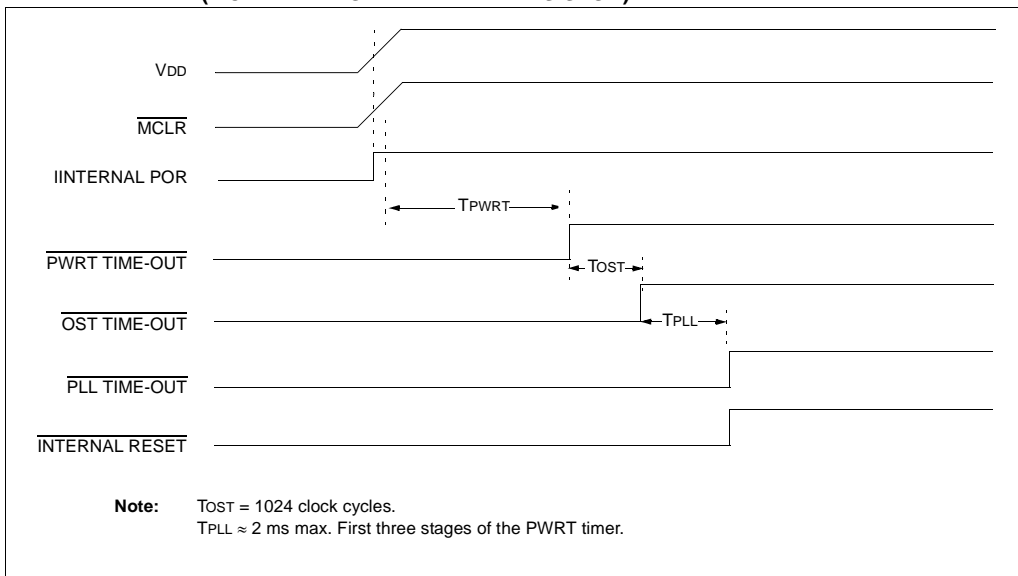 VDD
MCLR
IINTERNAL POR
TPWRT
PWRT TIME-OUT
TOST
OST TIME-OUT
TPLL
PLL TIME-OUT
INTERNAL RESET
Note: TOST = 1024 clock cycles.
TPLL ≈ 2 ms max. First three stages of the PWRT timer.